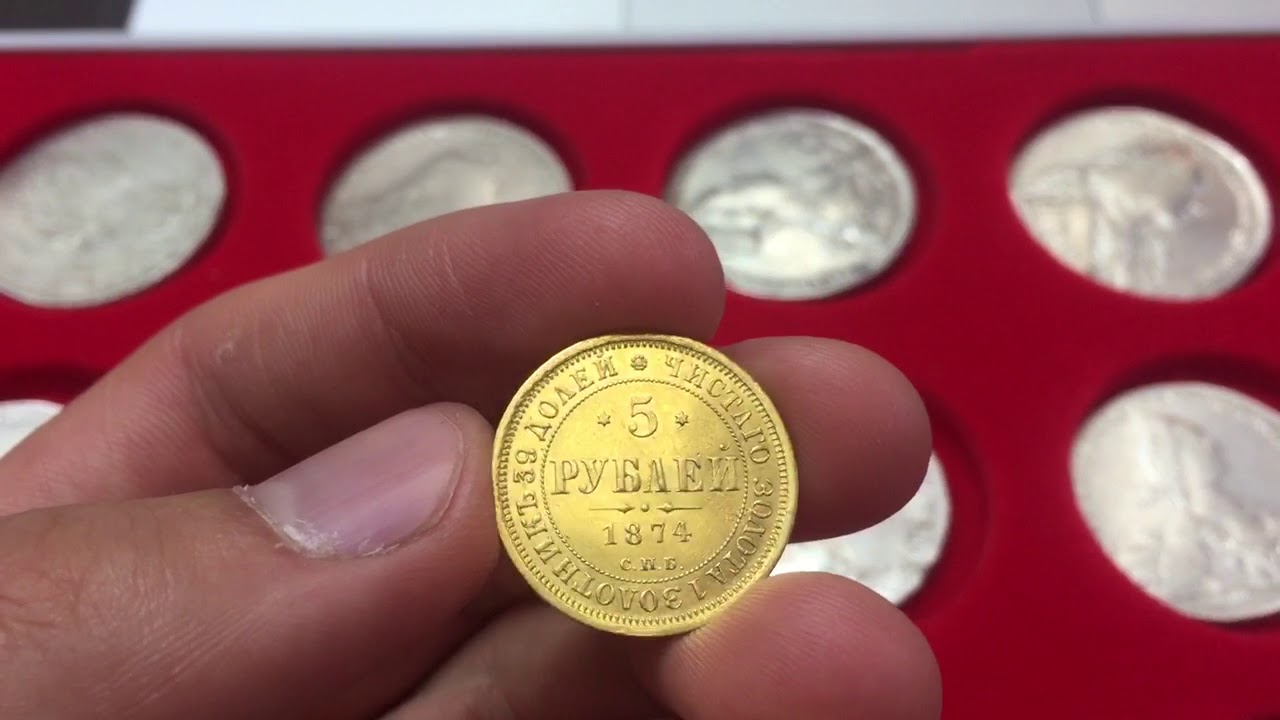 ЧИСТАГО ЗОЛОТА 1 ЗОЛОТНИКЪ 39 ДОЛЕЙ
* 5 *
РУБЛЕЙ
1874
С.П.Б.